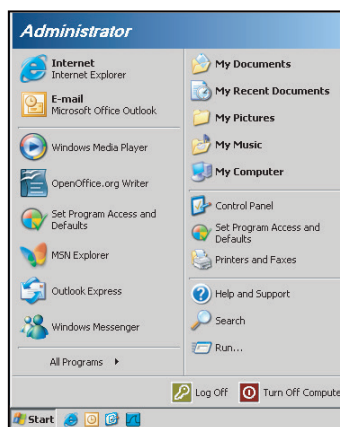 Administrator
Internet
Internet Explorer
E-mail
Microsoft Office Outlook
Windows Media Player
OpenOffice.org Writer
Set Program Access and
Defaults
MSN Explorer
Outlook Express
Windows Messenger
All Programs
My Documents
My Recent Documents
My Pictures
My Music
My Computer
Control Panel
Set Program Access and
Defaults
Printers and Faxes
Help and Support
Search
Run...
Log Off
Turn Off Compute
Start